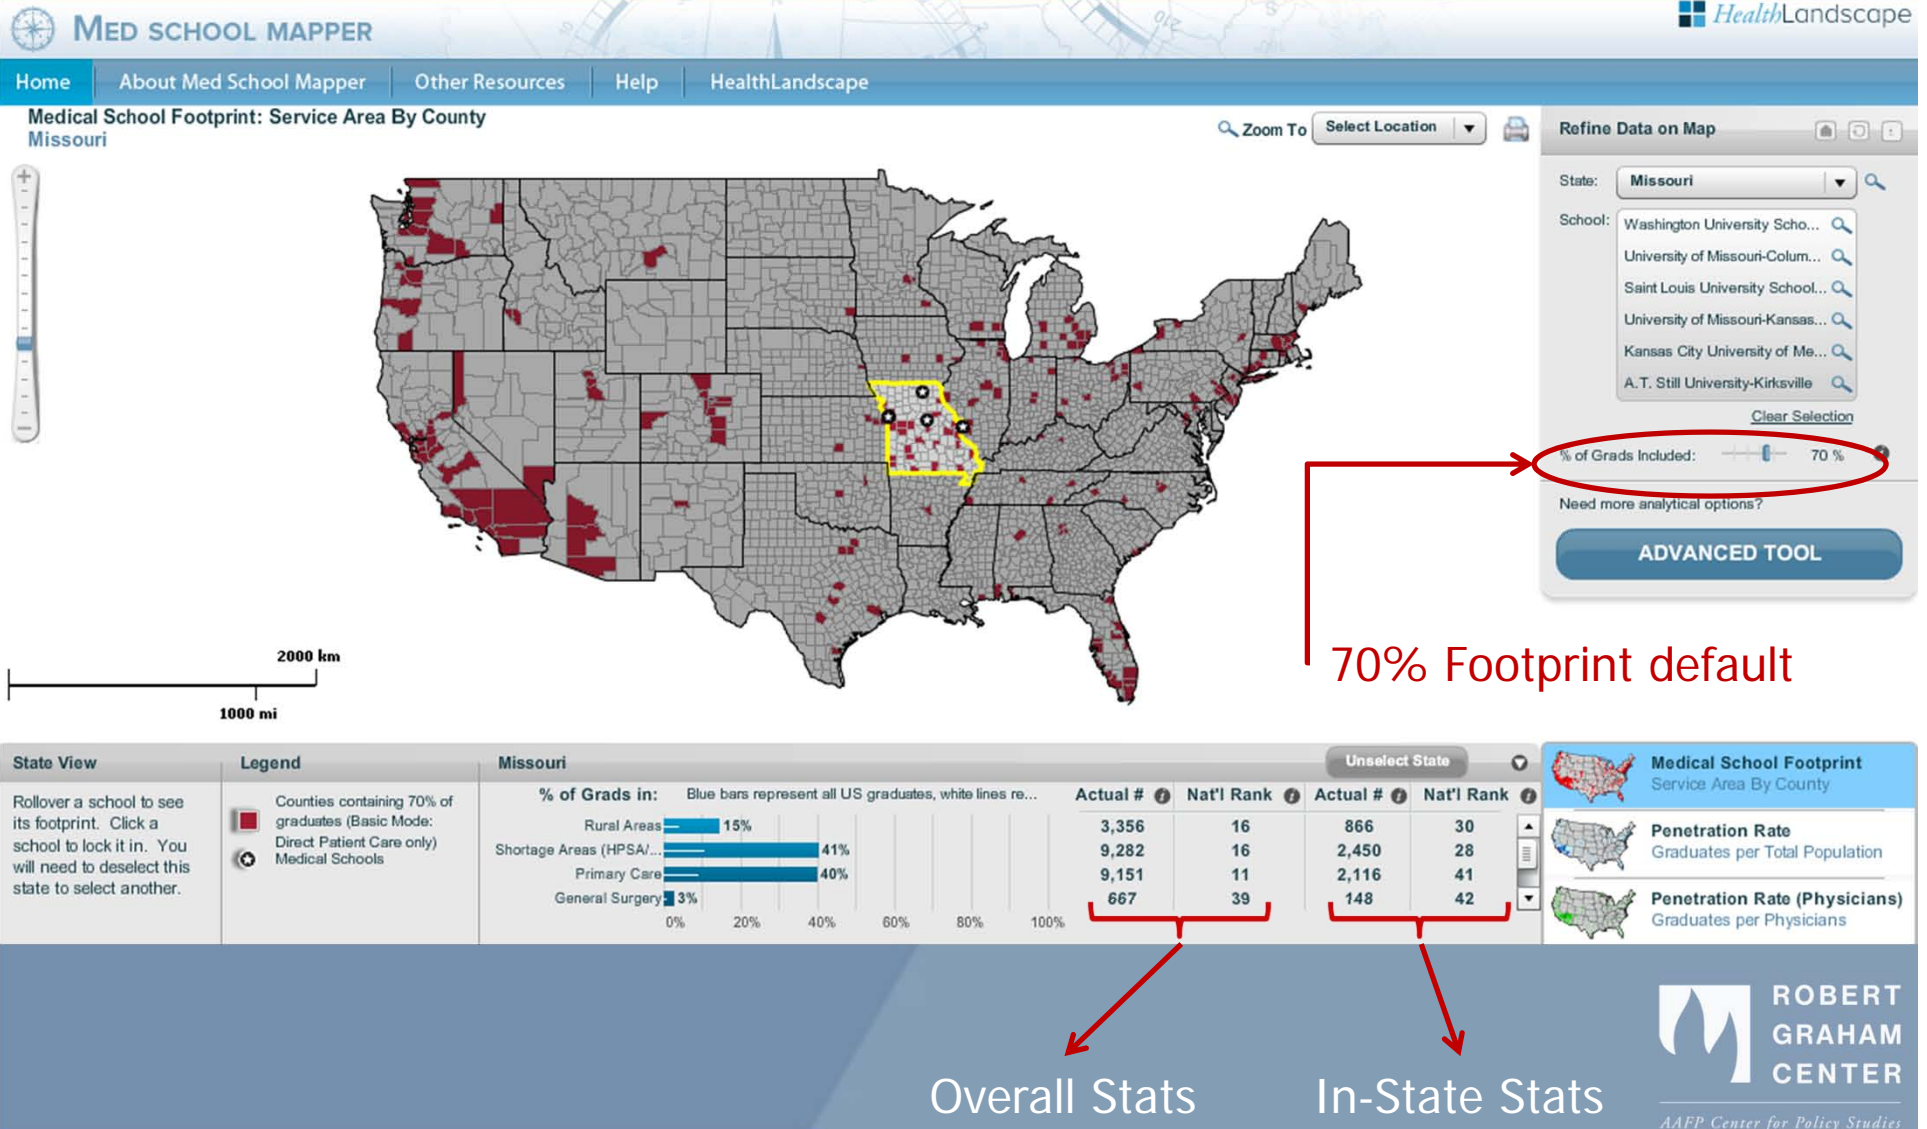 MED SCHOOL MAPPER
HealthLandscape
Home
About Med School Mapper
Other Resources
Help
HealthLandscape
Medical School Footprint: Service Area By County
Missouri
Zoom To
Select Location
Refine Data on Map
State:
Missouri
School:
Washington University Scho...
University of Missouri-Colum...
Saint Louis University School...
University of Missouri-Kansas...
Kansas City University of Me...
A.T. Still University-Kirksville
Clear Selection
% of Grads Included:
70 %
Need more analytical options?
ADVANCED TOOL
70% Footprint default
2000 km
1000 mi
State View
Rollover a school to see
its footprint. Click a
school to lock it in. You
will need to deselect this
state to select another.
Legend
Counties containing 70% of
graduates (Basic Mode:
Direct Patient Care only)
Medical Schools
Missouri
Unselect State
% of Grads in:
Blue bars represent all US graduates, white lines re...
Actual #
Nat'l Rank
Actual #
Nat'l Rank
Rural Areas 15% 3,356 16 866 30
Shortage Areas (HPSA/... 41% 9,282 16 2,450 28
Primary Care 40% 9,151 11 2,116 41
General Surgery 3% 667 39 148 42
0% 20% 40% 60% 80% 100%
Medical School Footprint
Service Area By County
Penetration Rate
Graduates per Total Population
Penetration Rate (Physicians)
Graduates per Physicians
Overall Stats
In-State Stats
ROBERT
GRAHAM
CENTER
AAFP Center for Policy Studies